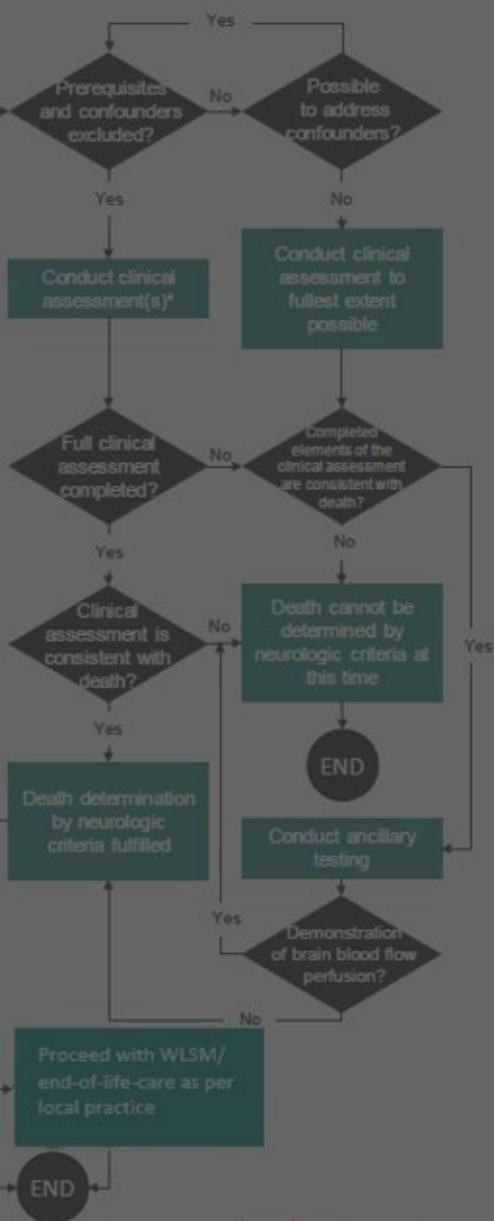 Yes
Prerequisites
and confounders
excluded?
No
Possible
to address
confounders?
Yes
No
Conduct clinical
assessment(s)ª
Conduct clinical
assessment to
fullest extent
possible
Full clinical
assessment
completed?
No
Completed
elements of the
clinical assessment
are consistent with
death?
Yes
No
Clinical
assessment is
consistent with
death?
No
Death cannot be
determined by
neurologic criteria at
this time
Yes
Yes
END
Death determination
by neurologic
criteria fulfilled
Conduct ancillary
testing
Yes
Demonstration
of brain blood flow
perfusion?
No
Proceed with WLSM/
end-of-life-care as per
local practice
END